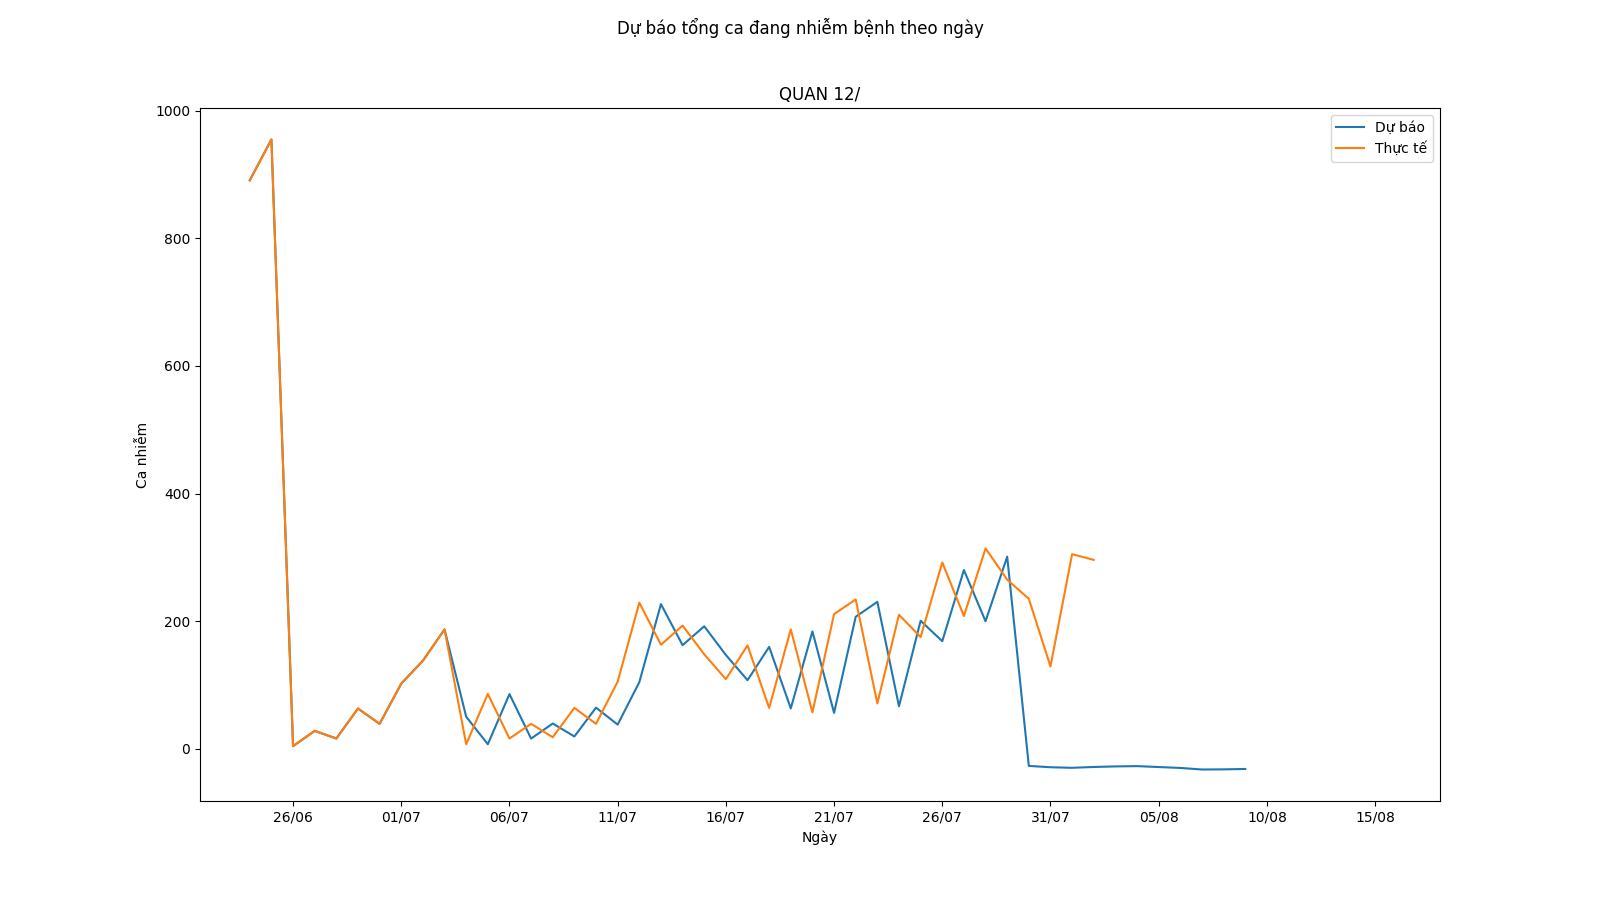 Dự báo tổng ca đang nhiễm bệnh theo ngày
QUAN 12/
Dự báo
Thực tế
Ca nhiễm
1000
800
600
400
200
0
26/06 01/07 06/07 11/07 16/07 21/07 26/07 31/07 05/08 10/08 15/08
Ngày